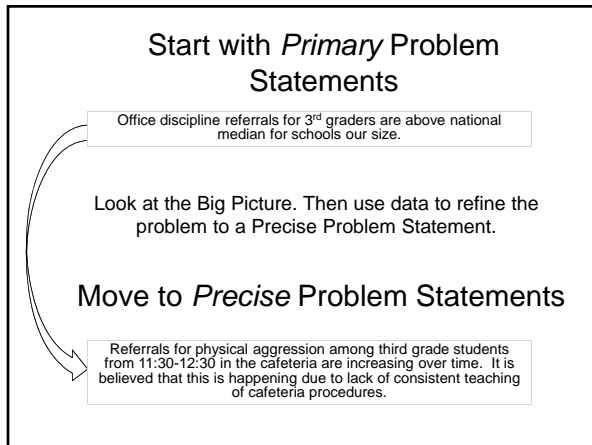 Start with Primary Problem
Statements
Office discipline referrals for 3rd graders are above national
median for schools our size.
Look at the Big Picture. Then use data to refine the
problem to a Precise Problem Statement.
Move to Precise Problem Statements
Referrals for physical aggression among third grade students
from 11:30-12:30 in the cafeteria are increasing over time. It is
believed that this is happening due to lack of consistent teaching
of cafeteria procedures.